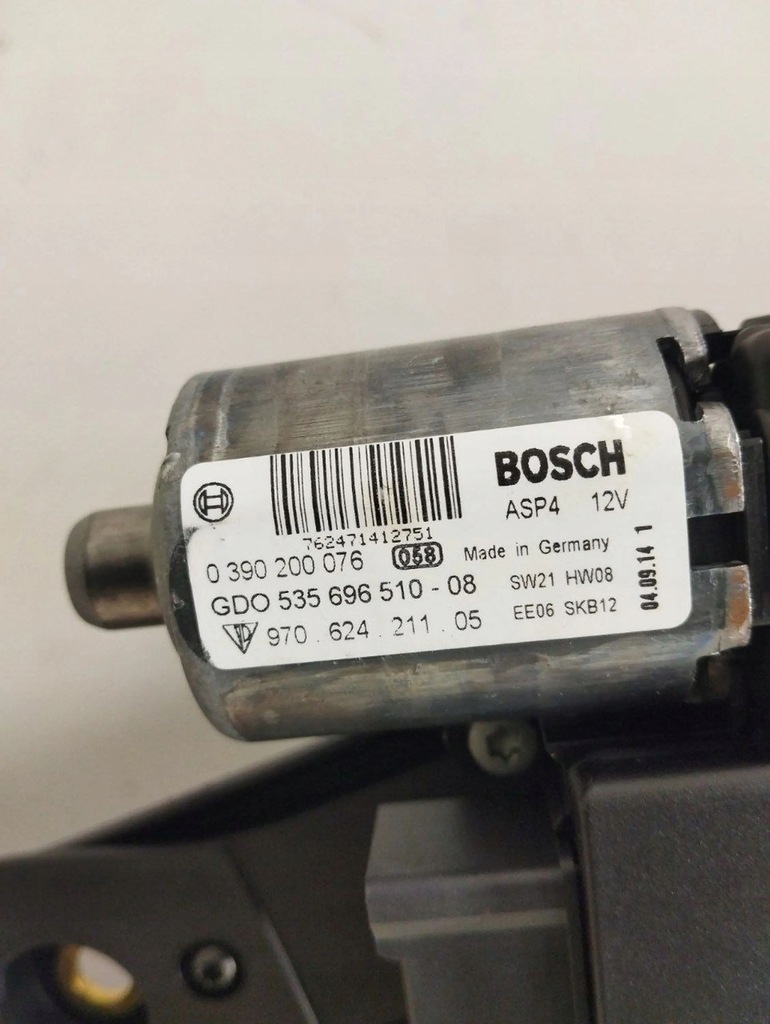 BOSCH
ASP4 12V
762471412751
0 390 200 076 058 Made in Germany
GDO 535 696 510 - 08 SW21 HW08
970 . 624 . 211 . 05 EE06 SKB12
04.09.14 1